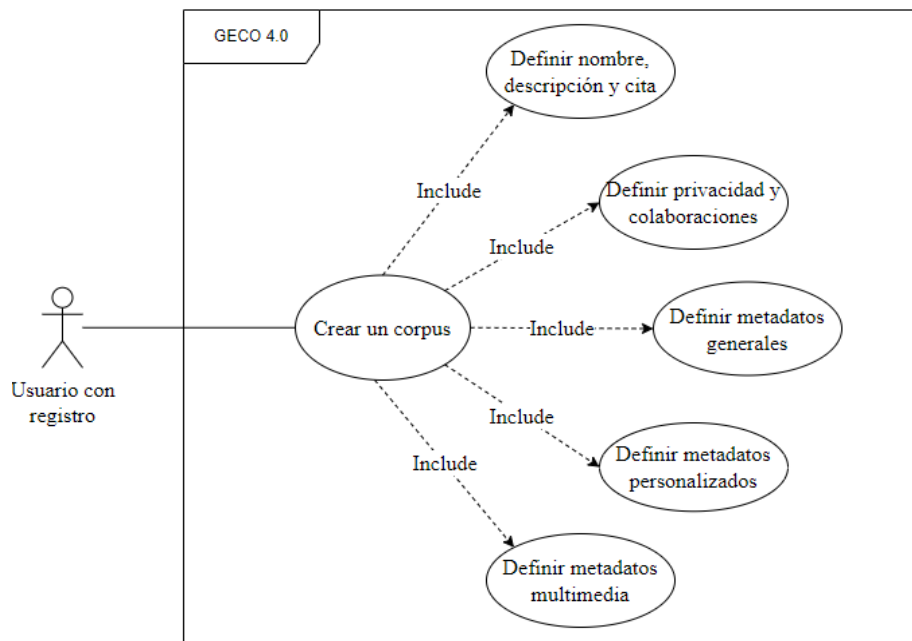 GECO 4.0
Definir nombre,
descripción y cita
Include
Definir privacidad y
colaboraciones
Include
Usuario con
registro
Crear un corpus
Include
Definir metadatos
generales
Include
Definir metadatos
personalizados
Include
Definir metadatos
multimedia